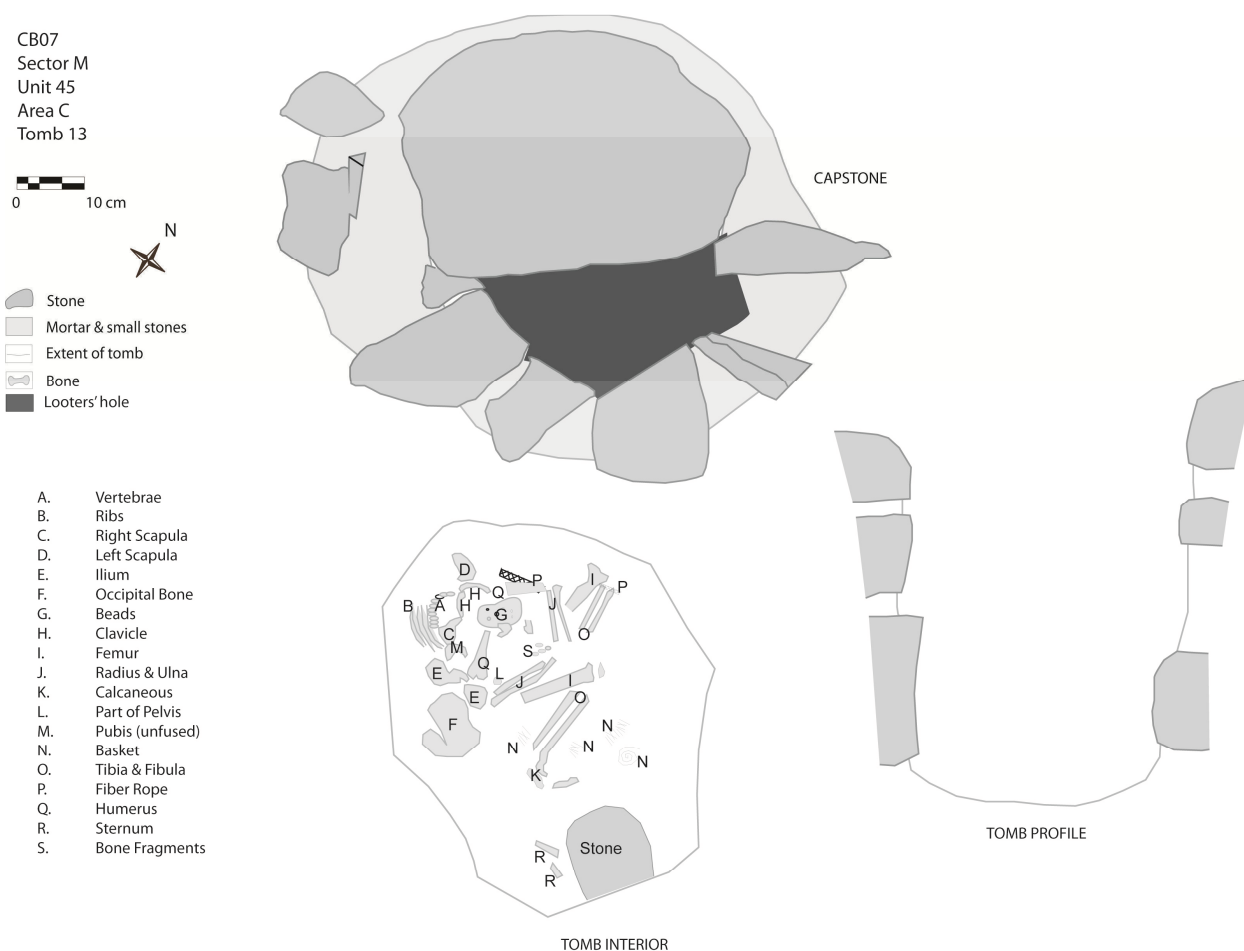 CB07
Sector M
Unit 45
Area C
Tomb 13
0 10 cm
N
Stone
Mortar & small stones
Extent of tomb
Bone
Looters' hole
CAPSTONE
A. Vertebrae
B. Ribs
C. Right Scapula
D. Left Scapula
E. Ilium
F. Occipital Bone
G. Beads
H. Clavicle
I. Femur
J. Radius & Ulna
K. Calcaneous
L. Part of Pelvis
M. Pubis (unfused)
N. Basket
O. Tibia & Fibula
P. Fiber Rope
Q. Humerus
R. Sternum
S. Bone Fragments
D
P
I
P
H
Q
B
A
H
J
G
C
O
M
S
Q
E
L
J
I
E
O
F
N
N
N
N
K
Stone
R
R
TOMB INTERIOR
TOMB PROFILE